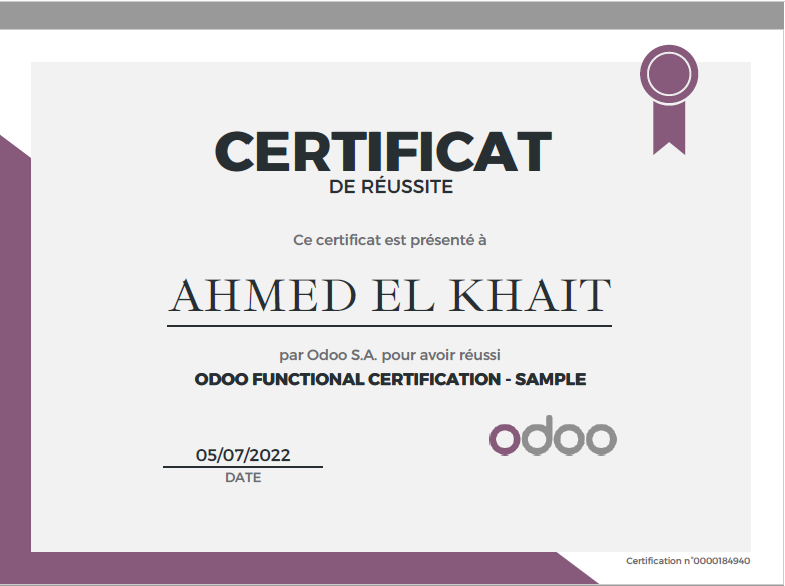 CERTIFICAT
DE RÉUSSITE
Ce certificat est présenté à
AHMED EL KHAIT
par Odoo S.A. pour avoir réussi
ODOO FUNCTIONAL CERTIFICATION - SAMPLE
odoo
05/07/2022
DATE
Certification n°0000184940